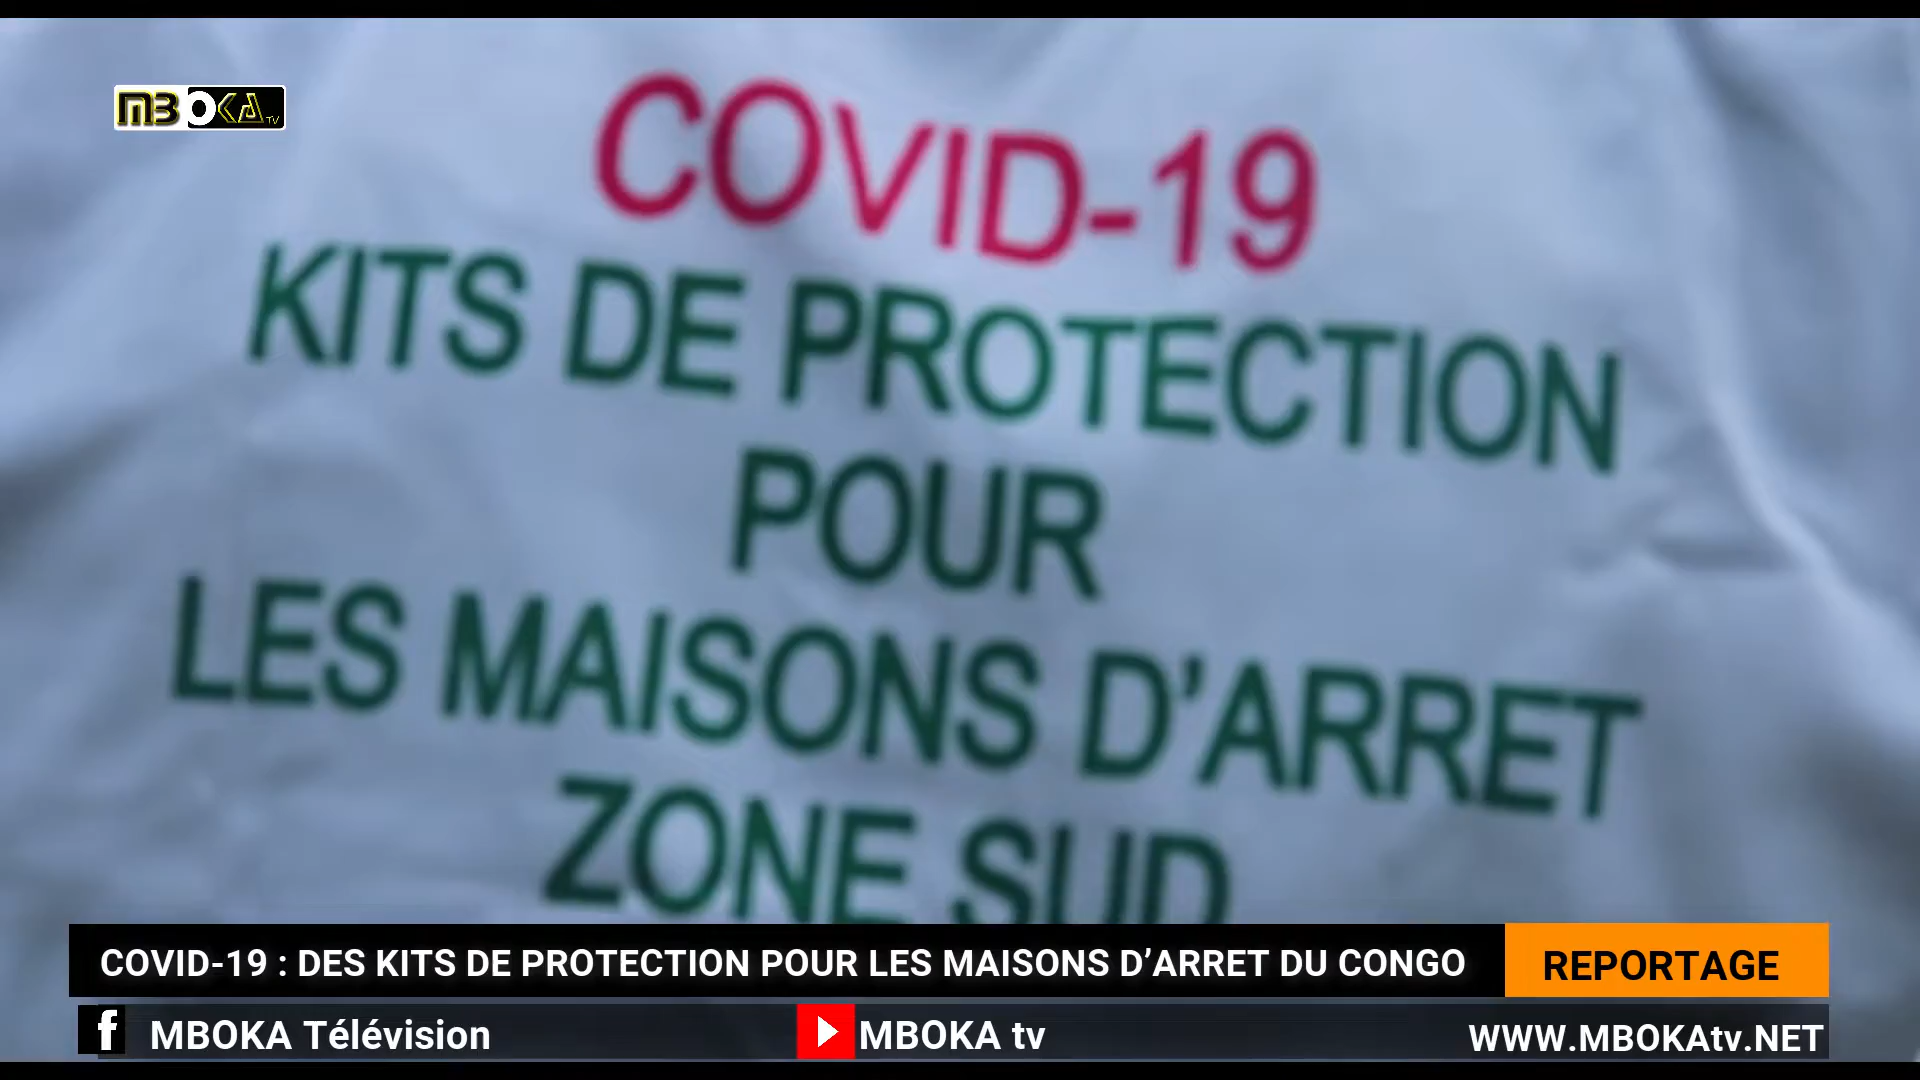 MBOKA TV
COVID-19
KITS DE PROTECTION
POUR
LES MAISONS D’ARRET
ZONE SUD
COVID-19 : DES KITS DE PROTECTION POUR LES MAISONS D’ARRET DU CONGO
REPORTAGE
f MBOKA Télévision
MBOKA tv
WWW.MBOKAtv.NET